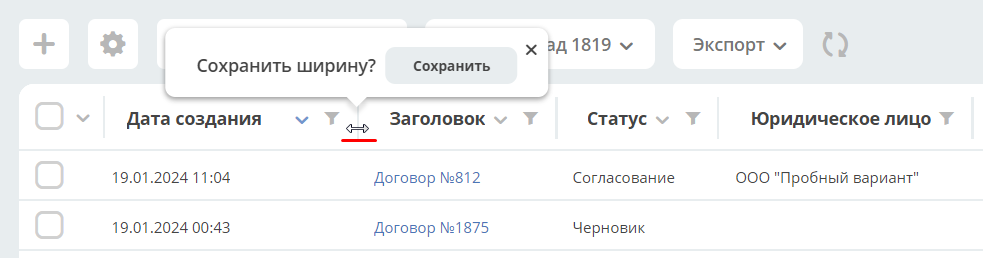 ад 1819
Экспорт
Сохранить ширину?
Сохранить
Дата создания
Заголовок
Статус
Юридическое лицо
19.01.2024 11:04
Договор №812
Согласование
ООО "Пробный вариант"
19.01.2024 00:43
Договор №1875
Черновик